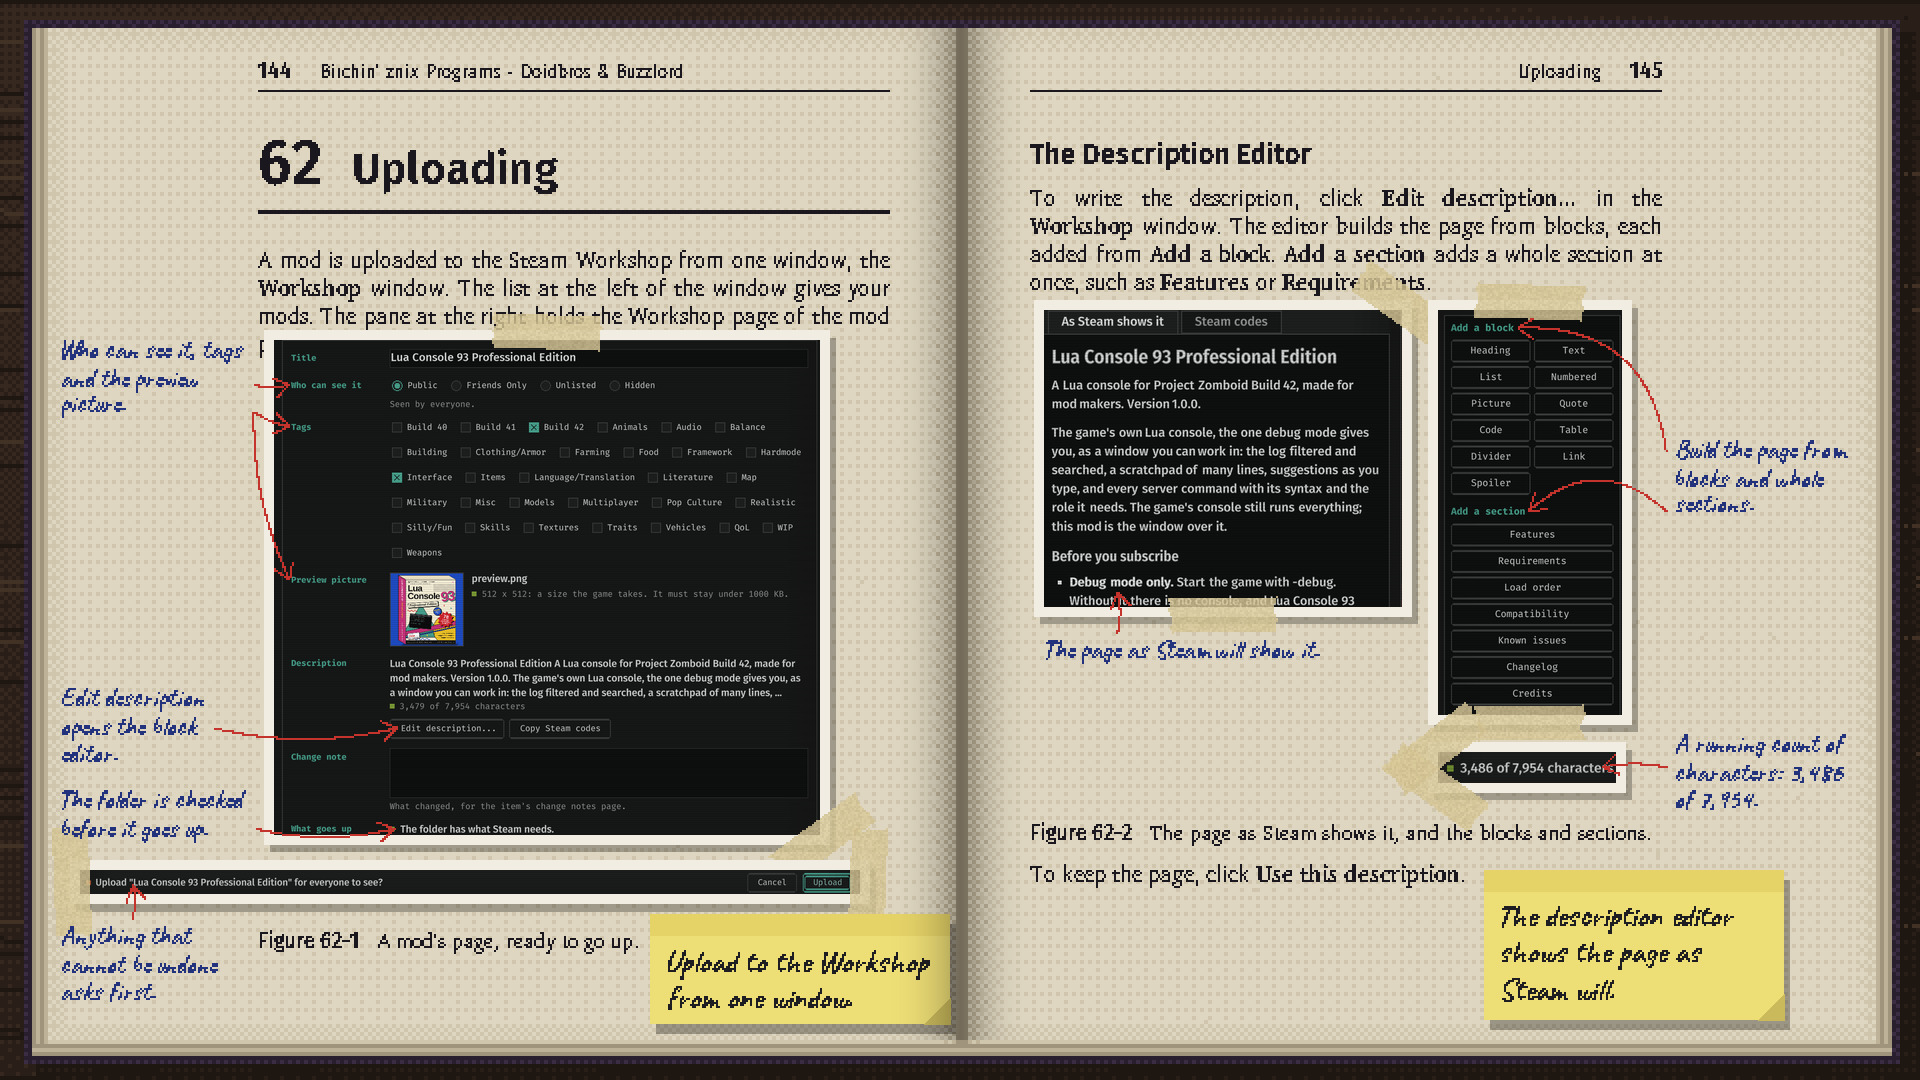 144 Bitchin' znix Programs - Doidbros & Buzzlord
62 Uploading
A mod is uploaded to the Steam Workshop from one window, the
Workshop window. The list at the left of the window gives your
mods. The pane at the right holds the Workshop page of the mod
Who can see it, tags
and the preview
picture.
Title Lua Console 93 Professional Edition
Who can see it Public Friends Only Unlisted Hidden
Seen by everyone.
Tags Build 40 Build 41 Build 42 Animals Audio Balance
Building Clothing/Armor Farming Food Framework Hardmode
Interface Items Language/Translation Literature Map
Military Misc Models Multiplayer Pop Culture Realistic
Silly/Fun Skills Textures Traits Vehicles QoL WIP
Weapons
Preview picture preview.png
512 x 512: a size the game takes. It must stay under 1000 KB.
Lua
Console 93
Description Lua Console 93 Professional Edition A Lua console for Project Zomboid Build 42, made for
mod makers. Version 1.0.0. The game's own Lua console, the one debug mode gives you, as
a window you can work in: the log filtered and searched, a scratchpad of many lines, ...
3,479 of 7,954 characters
Edit description... Copy Steam codes
Change note
What changed, for the item's change notes page.
What goes up The folder has what Steam needs.
Edit description
opens the block
editor.
The folder is checked
before it goes up.
Upload "Lua Console 93 Professional Edition" for everyone to see? Cancel Upload
Anything that
cannot be undone
asks first.
Figure 62-1 A mod's page, ready to go up.
Upload to the Workshop
from one window.
Uploading 145
The Description Editor
To write the description, click Edit description... in the
Workshop window. The editor builds the page from blocks, each
added from Add a block. Add a section adds a whole section at
once, such as Features or Requirements.
As Steam shows it Steam codes
Lua Console 93 Professional Edition
A Lua console for Project Zomboid Build 42, made for
mod makers. Version 1.0.0.
The game's own Lua console, the one debug mode gives
you, as a window you can work in: the log filtered and
searched, a scratchpad of many lines, suggestions as you
type, and every server command with its syntax and the
role it needs. The game's console still runs everything;
this mod is the window over it.
Before you subscribe
Debug mode only. Start the game with -debug.
Without it there is no console, and Lua Console 93
The page as Steam will show it.
Add a block
Heading Text
List Numbered
Picture Quote
Code Table
Divider Link
Spoiler
Add a section
Features
Requirements
Load order
Compatibility
Known issues
Changelog
Credits
Build the page from
blocks and whole
sections.
3,486 of 7,954 characters
A running count of
characters: 3,486
of 7,954.
Figure 62-2 The page as Steam shows it, and the blocks and sections.
To keep the page, click Use this description.
The description editor
shows the page as
Steam will.